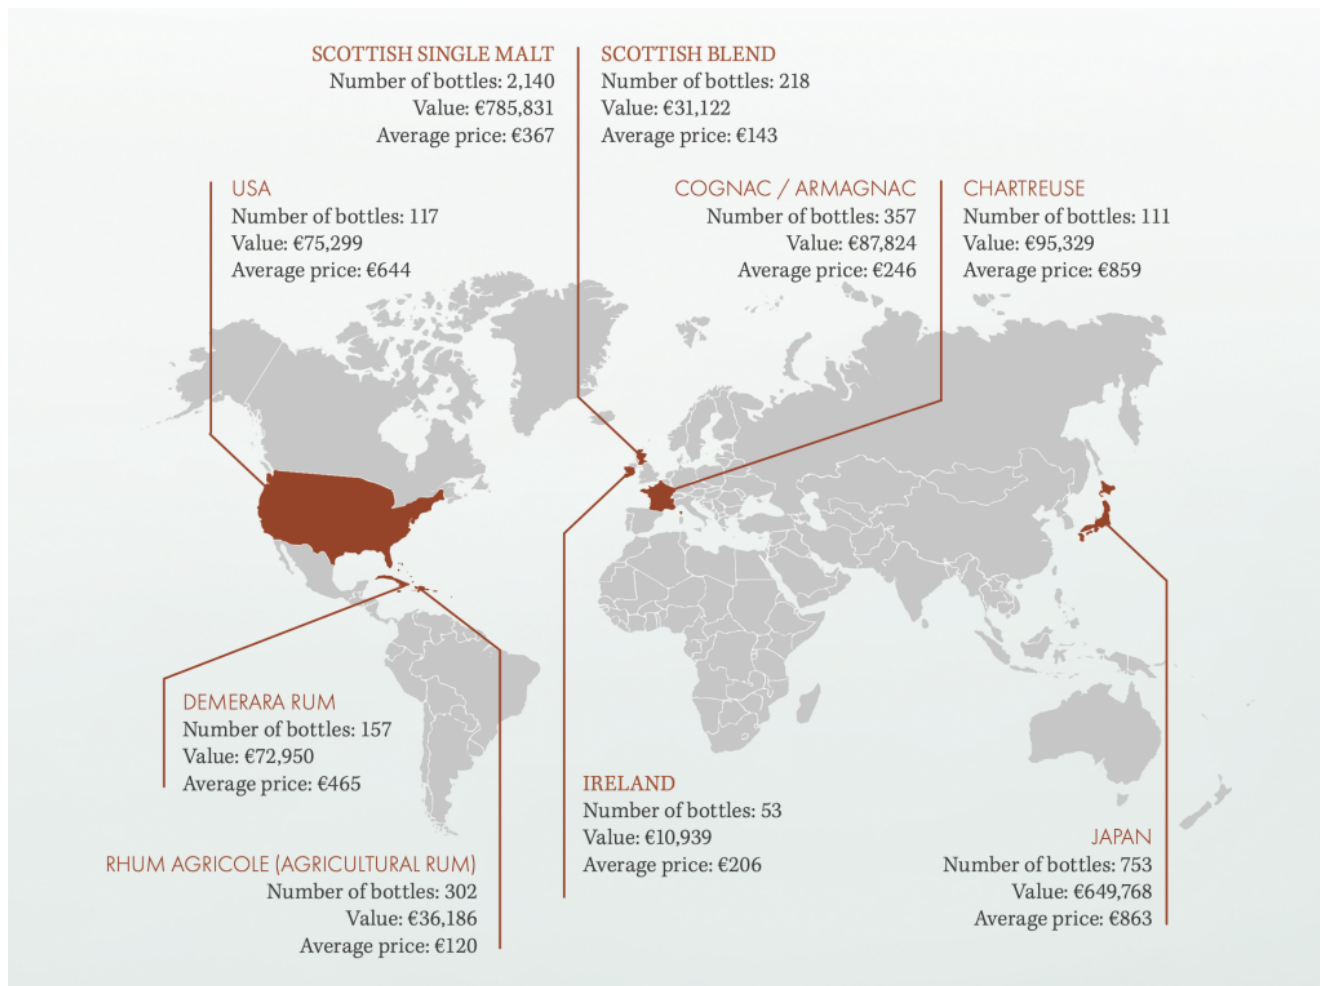 SCOTTISH SINGLE MALT
Number of bottles: 2,140
Value: €785,831
Average price: €367
SCOTTISH BLEND
Number of bottles: 218
Value: €31,122
Average price: €143
USA
Number of bottles: 117
Value: €75,299
Average price: €644
COGNAC / ARMAGNAC
Number of bottles: 357
Value: €87,824
Average price: €246
CHARTREUSE
Number of bottles: 111
Value: €95,329
Average price: €859
DEMERARA RUM
Number of bottles: 157
Value: €72,950
Average price: €465
RHUM AGRICOLE (AGRICULTURAL RUM)
Number of bottles: 302
Value: €36,186
Average price: €120
IRELAND
Number of bottles: 53
Value: €10,939
Average price: €206
JAPAN
Number of bottles: 753
Value: €649,768
Average price: €863